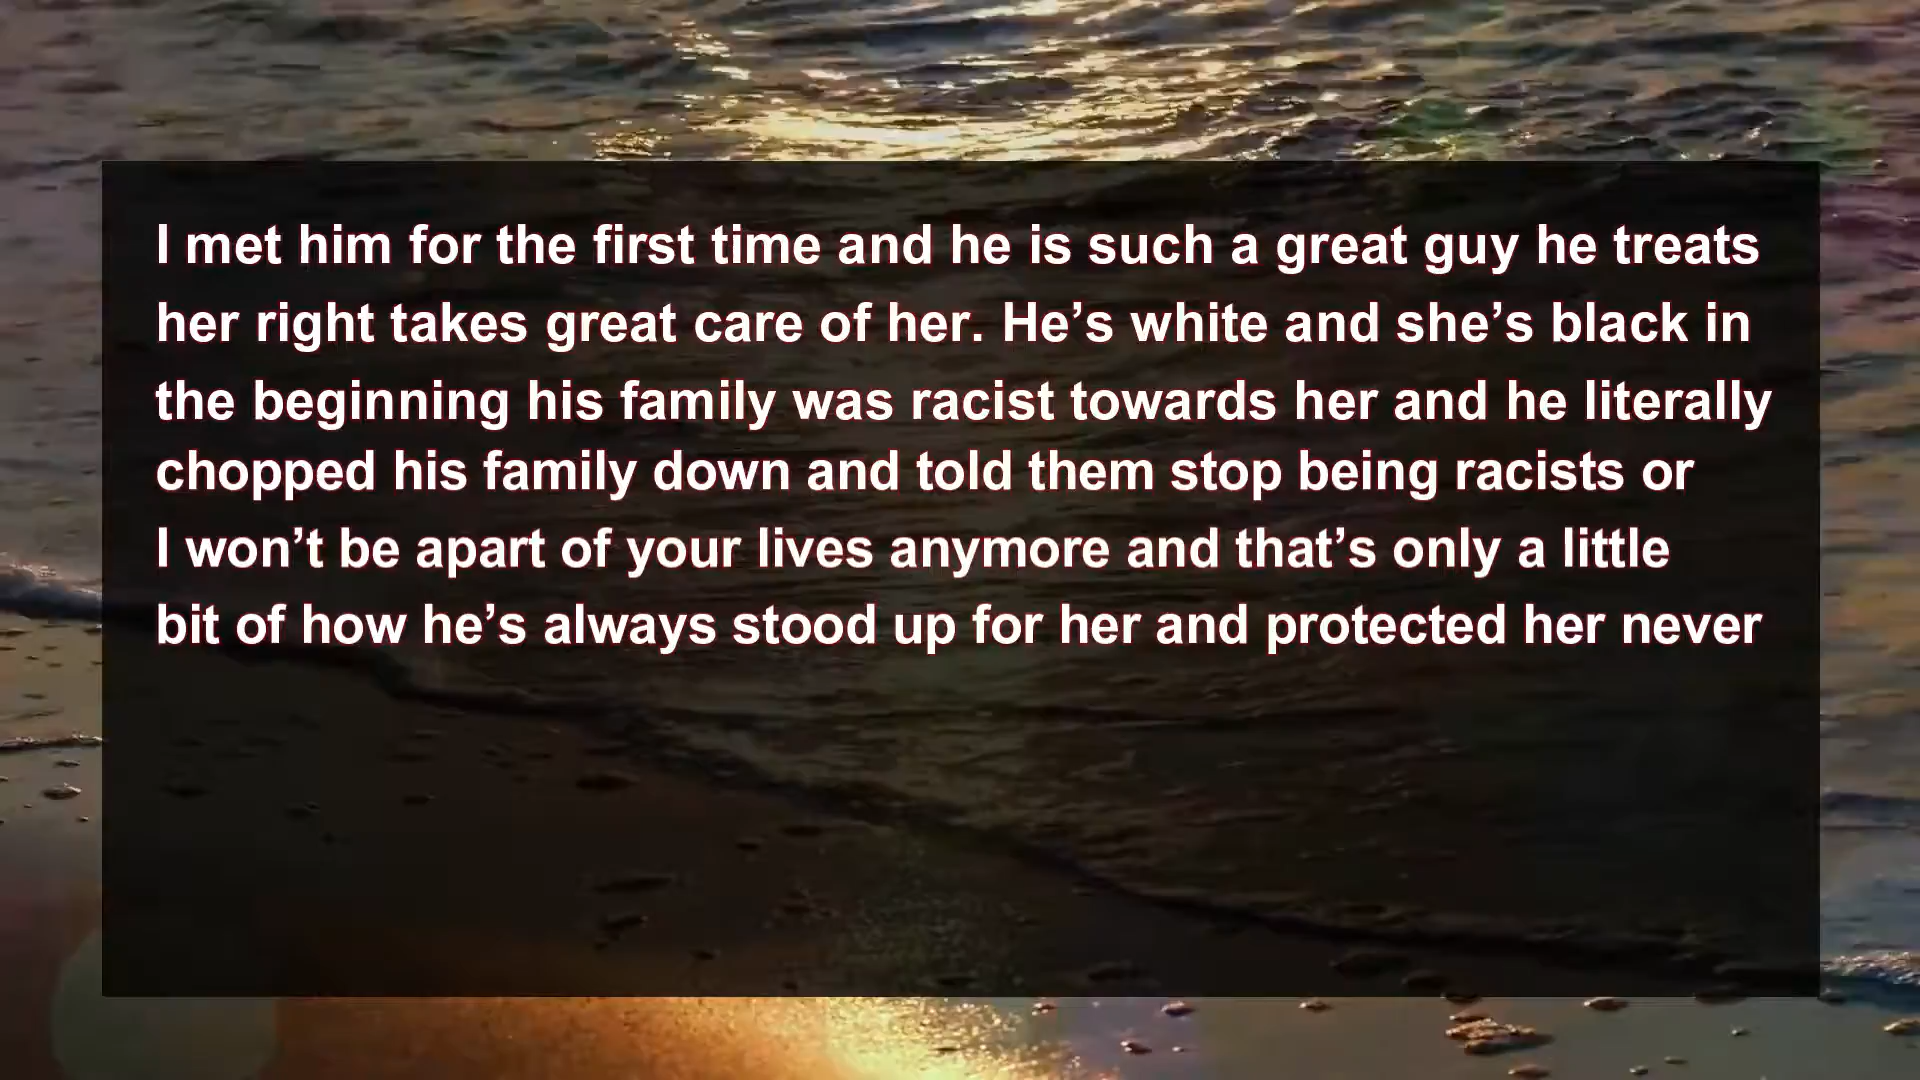 I met him for the first time and he is such a great guy he treats
her right takes great care of her. He’s white and she’s black in
the beginning his family was racist towards her and he literally
chopped his family down and told them stop being racists or
I won’t be apart of your lives anymore and that’s only a little
bit of how he’s always stood up for her and protected her never